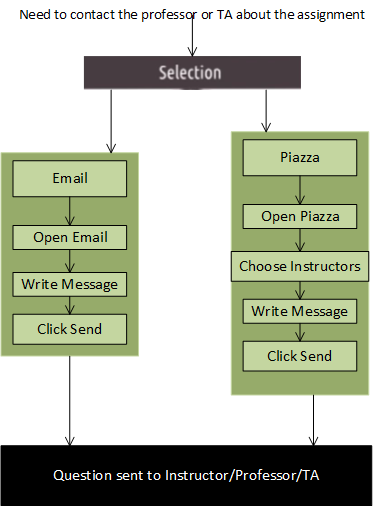 Need to contact the professor or TA about the assignment
Selection
Email
Open Email
Write Message
Click Send
Piazza
Open Piazza
Choose Instructors
Write Message
Click Send
Question sent to Instructor/Professor/TA